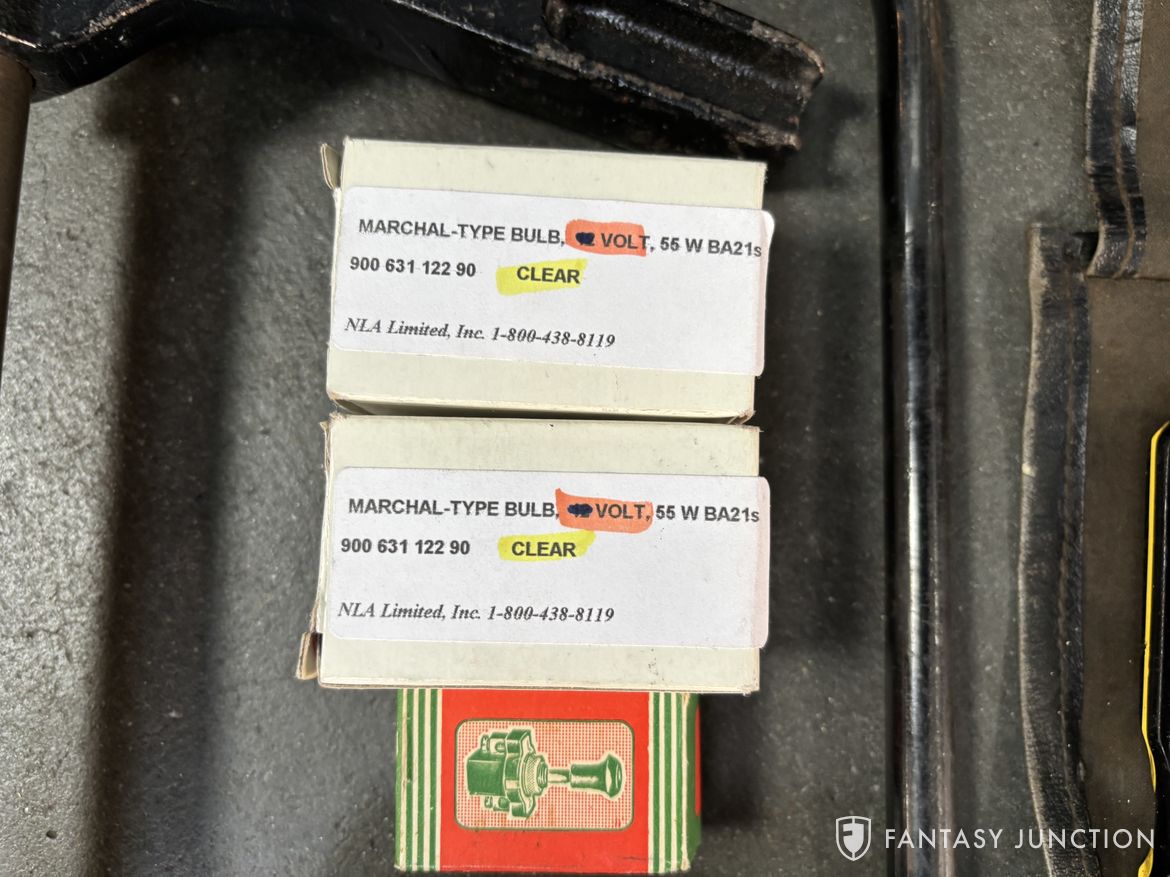 MARCHAL-TYPE BULB, 12 VOLT, 55 W BA21s
900 631 122 90 CLEAR
NLA Limited, Inc. 1-800-438-8119
MARCHAL-TYPE BULB, 12 VOLT, 55 W BA21s
900 631 122 90 CLEAR
NLA Limited, Inc. 1-800-438-8119
FANTASY JUNCTION